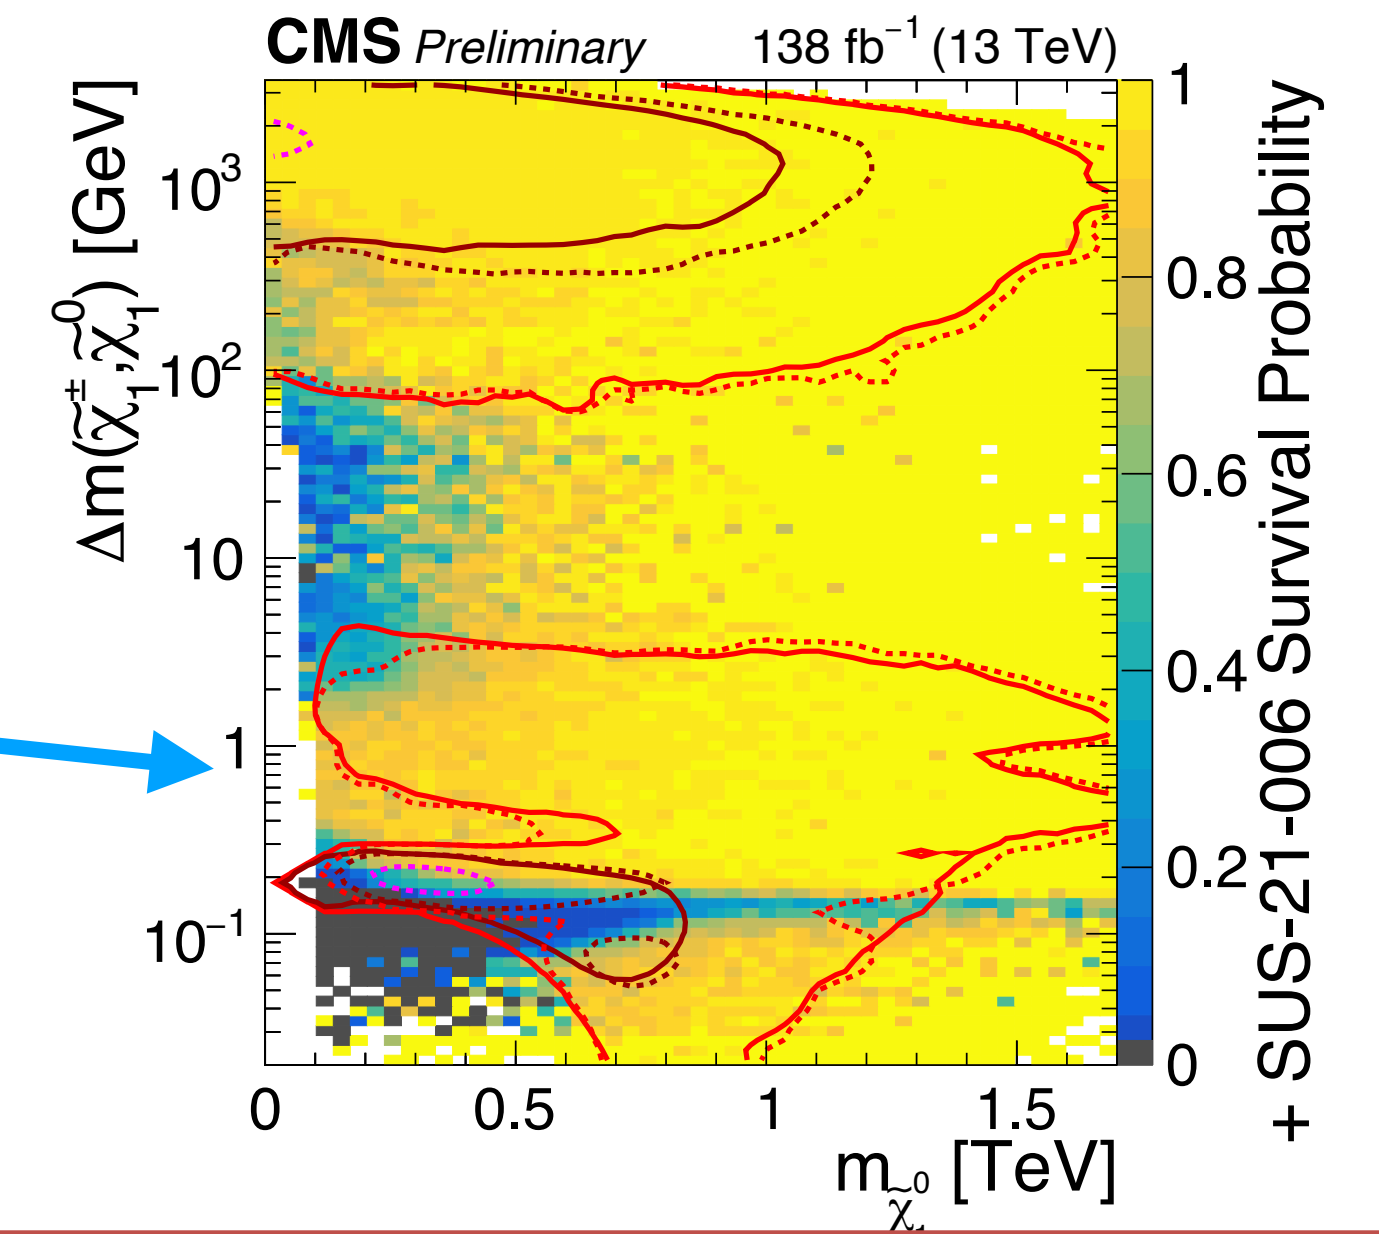 CMS Preliminary 138 fb⁻¹ (13 TeV)
Δm(χ̃₁±,χ̃₁⁰) [GeV]
10³
10²
10
1
10⁻¹
0 0.5 1 1.5
m_χ̃₁⁰ [TeV]
1
0.8
0.6
0.4
0.2
0
+ SUS-21-006 Survival Probability